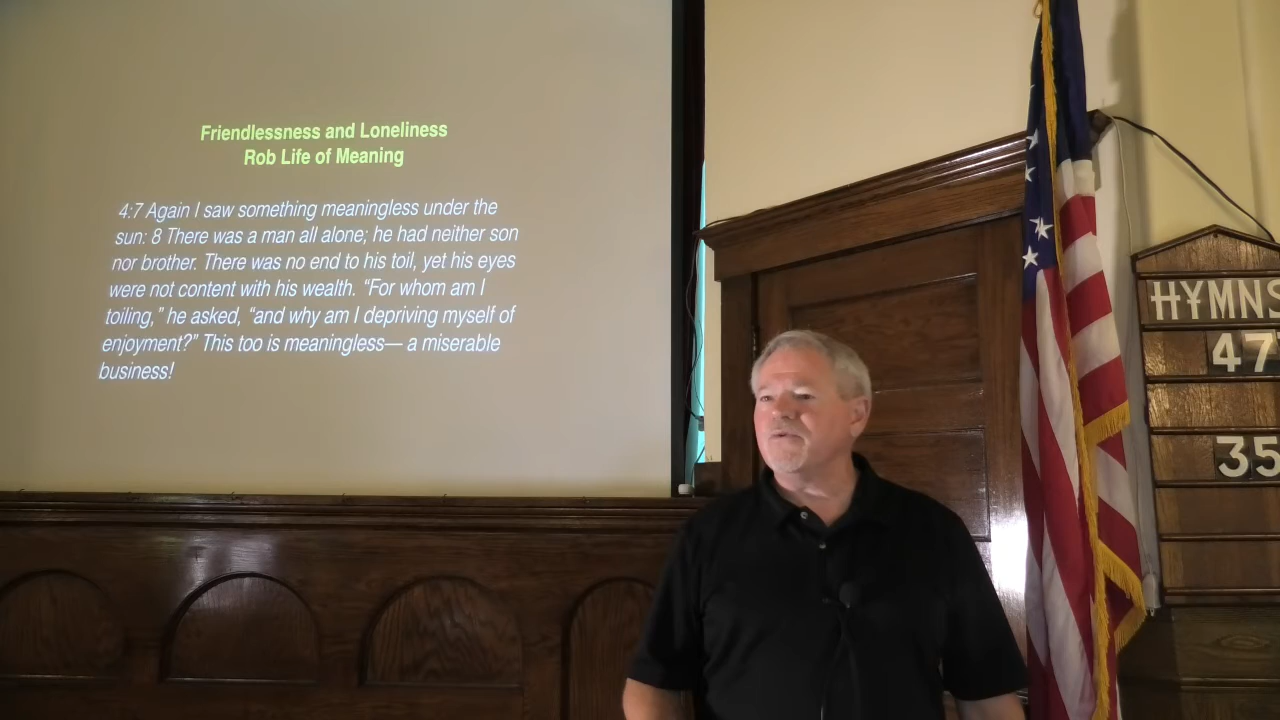 Friendlessness and Loneliness
Rob Life of Meaning
4:7 Again I saw something meaningless under the
sun: 8 There was a man all alone; he had neither son
nor brother. There was no end to his toil, yet his eyes
were not content with his wealth. “For whom am I
toiling,” he asked, “and why am I depriving myself of
enjoyment?” This too is meaningless— a miserable
business!
HYMNS
47
35